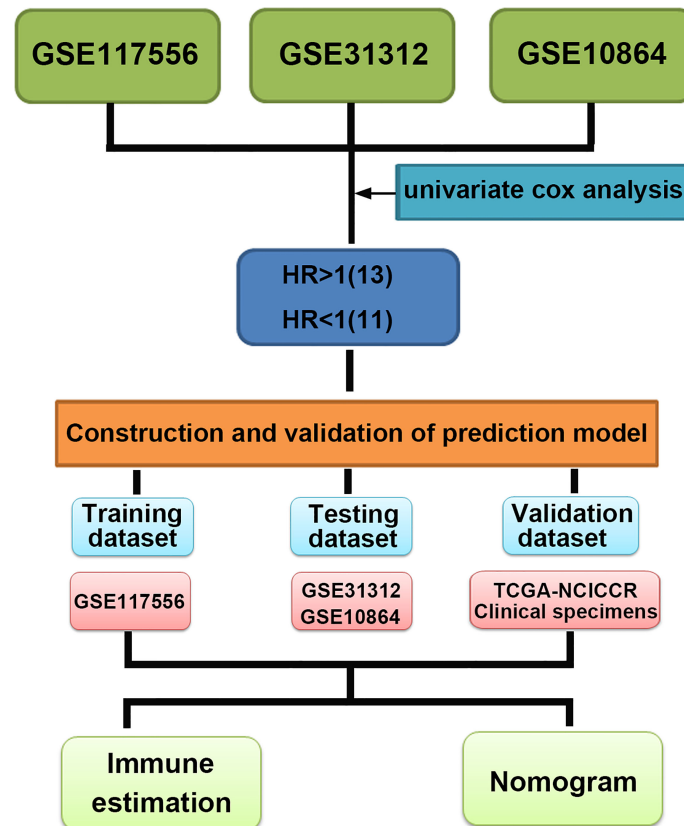 GSE117556
GSE31312
GSE10864
univariate cox analysis
HR>1(13)
HR<1(11)
Construction and validation of prediction model
Training
dataset
Testing
dataset
Validation
dataset
GSE117556
GSE31312
GSE10864
TCGA-NCICCR
Clinical specimens
Immune
estimation
Nomogram